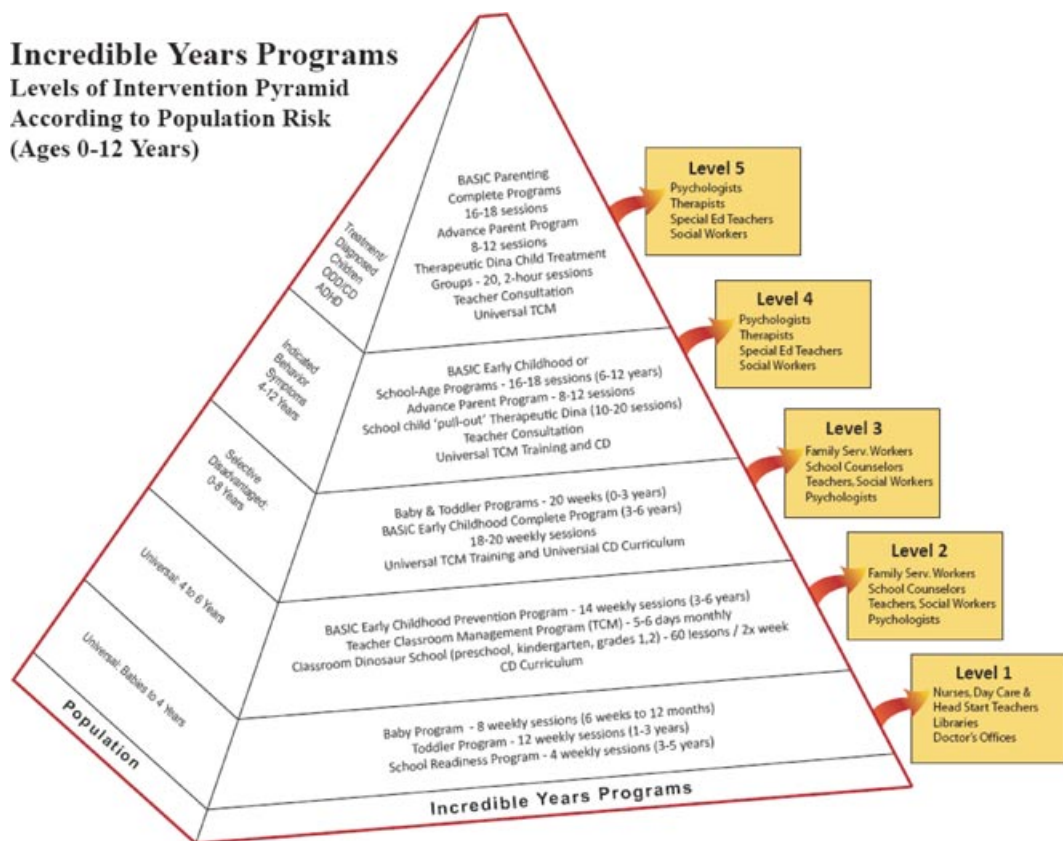 Incredible Years Programs
Levels of Intervention Pyramid
According to Population Risk
(Ages 0-12 Years)
Treatment/
Diagnosed
Children
ODD/CD
ADHD
BASIC Parenting
Complete Programs
16-18 sessions
Advance Parent Program
8-12 sessions
Therapeutic Dina Child Treatment
Groups - 20, 2-hour sessions
Teacher Consultation
Universal TCM
Level 5
Psychologists
Therapists
Special Ed Teachers
Social Workers
Indicated
Behavior
Symptoms
4-12 Years
BASIC Early Childhood or
School-Age Programs - 16-18 sessions (6-12 years)
Advance Parent Program - 8-12 sessions
School child 'pull-out' Therapeutic Dina (10-20 sessions)
Teacher Consultation
Universal TCM Training and CD
Level 4
Psychologists
Therapists
Special Ed Teachers
Social Workers
Selective
Disadvantaged:
0-8 Years
Baby & Toddler Programs - 20 weeks (0-3 years)
BASIC Early Childhood Complete Program (3-6 years)
18-20 weekly sessions
Universal TCM Training and Universial CD Curriculum
Level 3
Family Serv. Workers
School Counselors
Teachers, Social Workers
Psychologists
Universal: 4 to 6 Years
BASIC Early Childhood Prevention Program - 14 weekly sessions (3-6 years)
Teacher Classroom Management Program (TCM) - 5-6 days monthly
Classroom Dinosaur School (preschool, kindergarten, grades 1,2) - 60 lessons / 2x week
CD Curriculum
Level 2
Family Serv. Workers
School Counselors
Teachers, Social Workers
Psychologists
Universal: Babies to 4 Years
Baby Program - 8 weekly sessions (6 weeks to 12 months)
Toddler Program - 12 weekly sessions (1-3 years)
School Readiness Program - 4 weekly sessions (3-5 years)
Level 1
Nurses, Day Care &
Head Start Teachers
Libraries
Doctor's Offices
Population
Incredible Years Programs